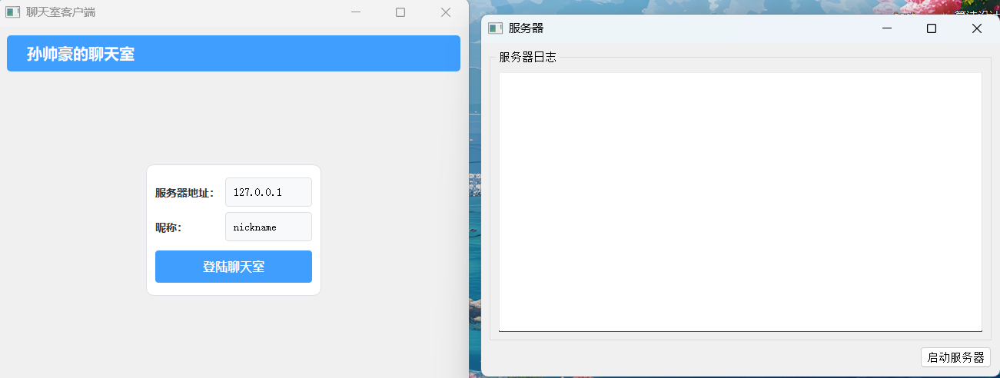 聊天室客户端
孙帅豪的聊天室
服务器地址：
127.0.0.1
昵称：
nickname
登陆聊天室
服务器
服务器日志
启动服务器